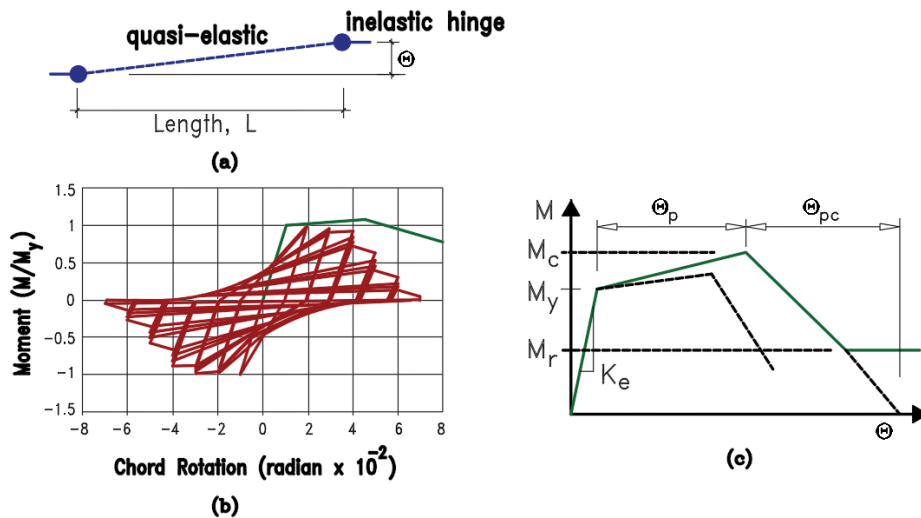 quasi-elastic
inelastic hinge
Θ
Length, L
(a)
Moment (M/My)
1.5
1
0.5
0
-0.5
-1
-1.5
-8 -6 -4 -2 0 2 4 6 8
Chord Rotation (radian x 10⁻²)
(b)
M
Θp
Θpc
Mc
My
Mr
Ke
Θ
(c)